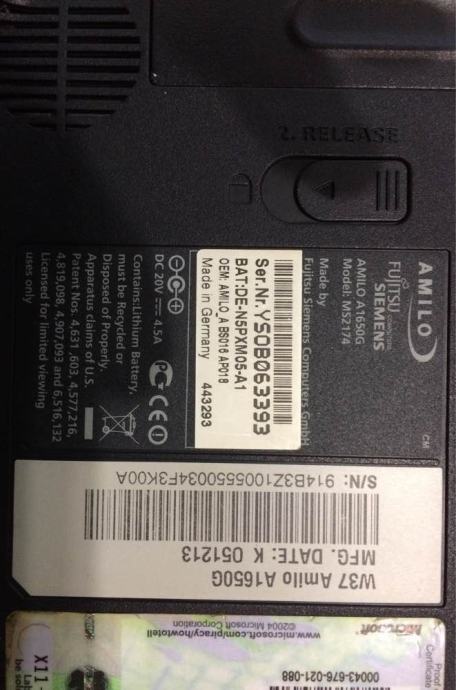 2. RELEASE
AMILO
FUJITSU
SIEMENS
AMILO A1650G
Model: MS2174
Made by
Fujitsu Siemens Computers GmbH
Ser.Nr. YSOB063393
BAT:DE-N5PXM05-A1
OEM: AMILO_A BS016 AP018
Made in Germany 443293
DC 20V 4.5A
CE
Contains:Lithium Battery,
must be Recycled or
Disposed of Properly.
Apparatus claims of U.S.
Patent Nos. 4,631,603, 4,577,216,
4,819,098, 4,907,093 and 6,516,132
Licensed for limited viewing
uses only
W37 Amilo A1650G
MFG. DATE: K 051213
S/N: 914B3Z1005550034F3K00A
Microsoft
©2004 Microsoft Corporation
www.microsoft.com/piracy/howtotell
Proof
00043-676-021-088
X11-